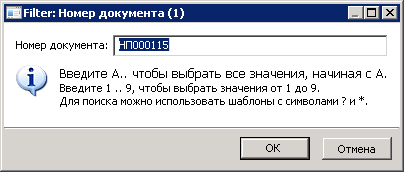 Filter: Номер документа (1)
Номер документа: НП000115
Введите А.. чтобы выбрать все значения, начиная с А.
Введите 1 .. 9, чтобы выбрать значения от 1 до 9.
Для поиска можно использовать шаблоны с символами ? и *.
OK Отмена